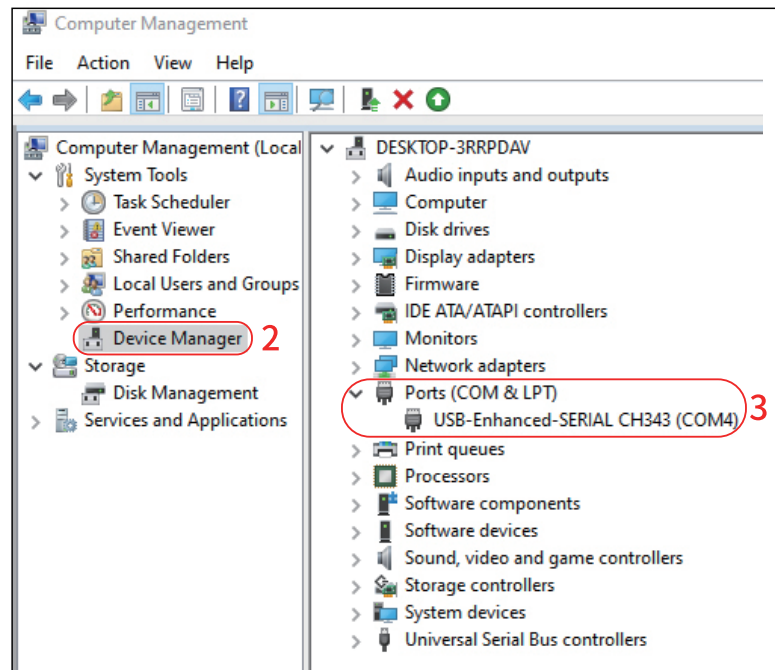 Computer Management
File Action View Help
Computer Management (Local
System Tools
Task Scheduler
Event Viewer
Shared Folders
Local Users and Groups
Performance
Device Manager 2
Storage
Disk Management
Services and Applications
DESKTOP-3RRPDAV
Audio inputs and outputs
Computer
Disk drives
Display adapters
Firmware
IDE ATA/ATAPI controllers
Monitors
Network adapters
Ports (COM & LPT)
USB-Enhanced-SERIAL CH343 (COM4) 3
Print queues
Processors
Software components
Software devices
Sound, video and game controllers
Storage controllers
System devices
Universal Serial Bus controllers